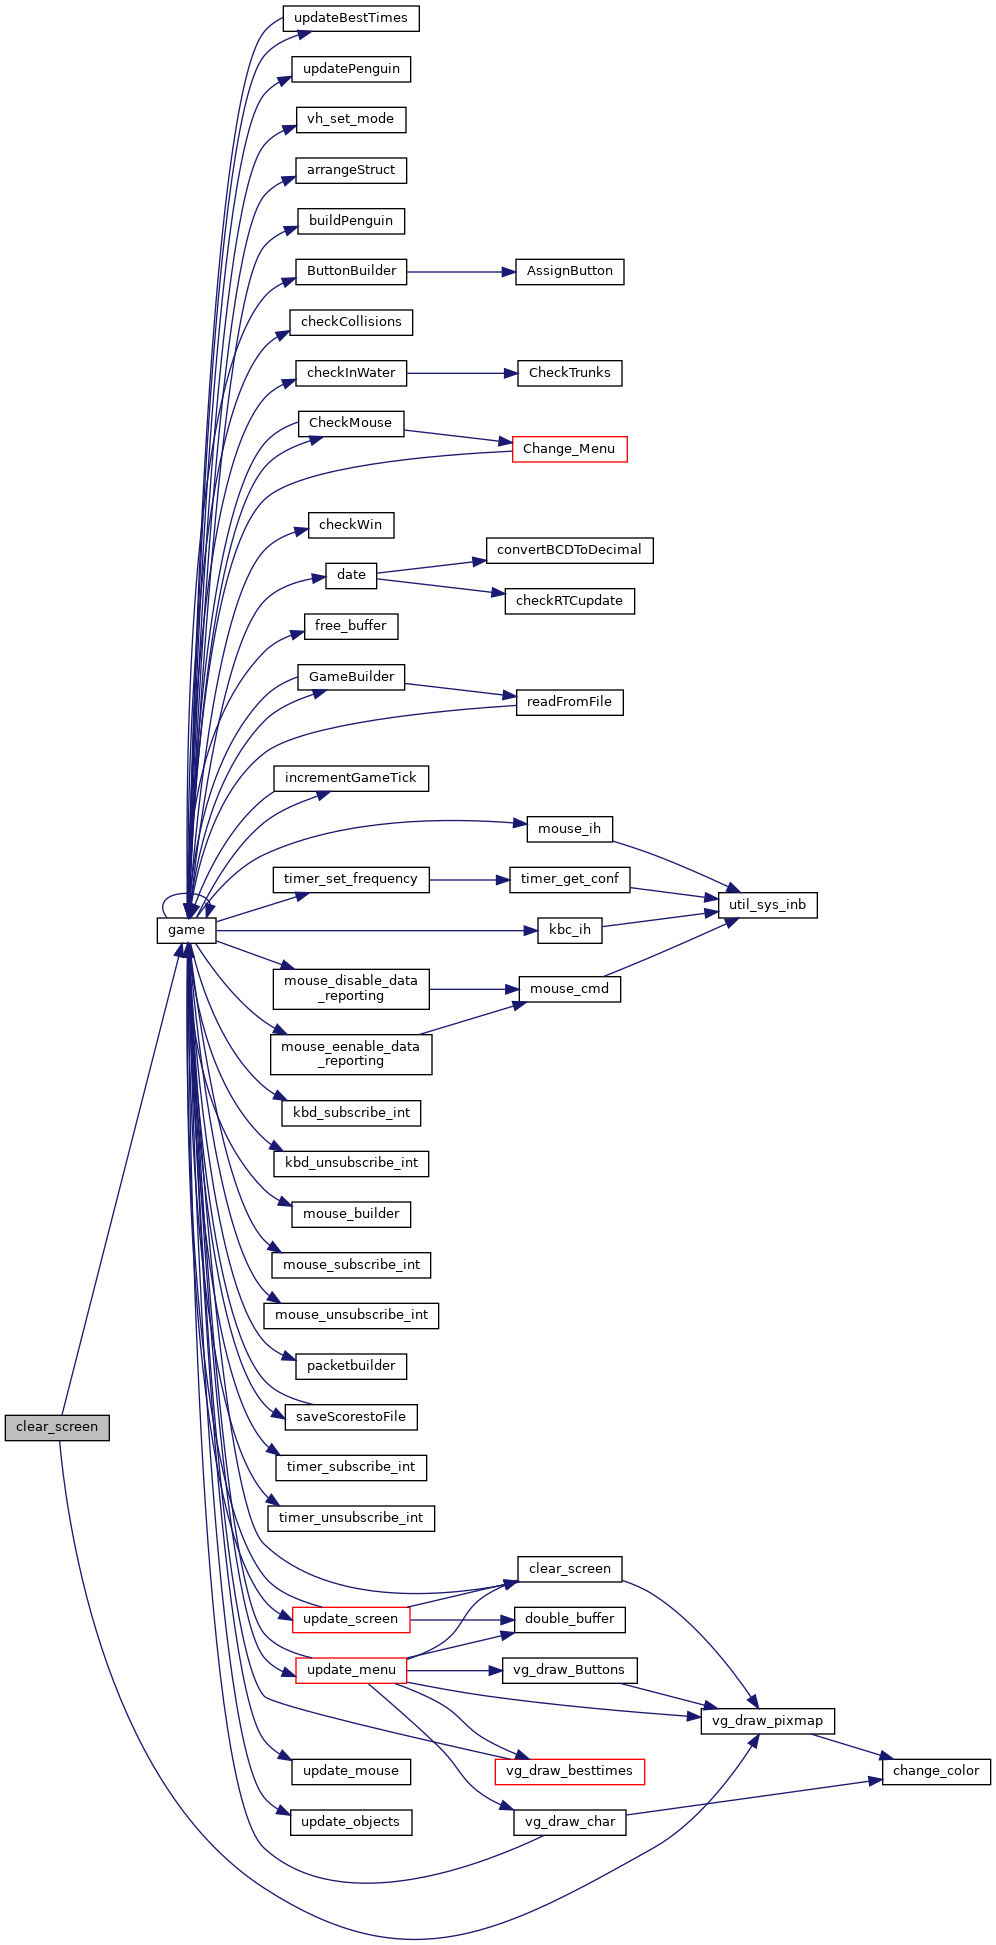 updateBestTimes
updatePenguin
vh_set_mode
arrangeStruct
buildPenguin
ButtonBuilder
AssignButton
checkCollisions
checkInWater
CheckTrunks
CheckMouse
Change_Menu
checkWin
convertBCDToDecimal
date
checkRTCupdate
free_buffer
GameBuilder
readFromFile
incrementGameTick
mouse_ih
timer_set_frequency
timer_get_conf
util_sys_inb
game
kbc_ih
mouse_disable_data
_reporting
mouse_cmd
mouse_eenable_data
_reporting
kbd_subscribe_int
kbd_unsubscribe_int
mouse_builder
mouse_subscribe_int
mouse_unsubscribe_int
packetbuilder
saveScorestoFile
clear_screen
timer_subscribe_int
timer_unsubscribe_int
clear_screen
update_screen
double_buffer
update_menu
vg_draw_Buttons
vg_draw_pixmap
update_mouse
vg_draw_besttimes
change_color
update_objects
vg_draw_char